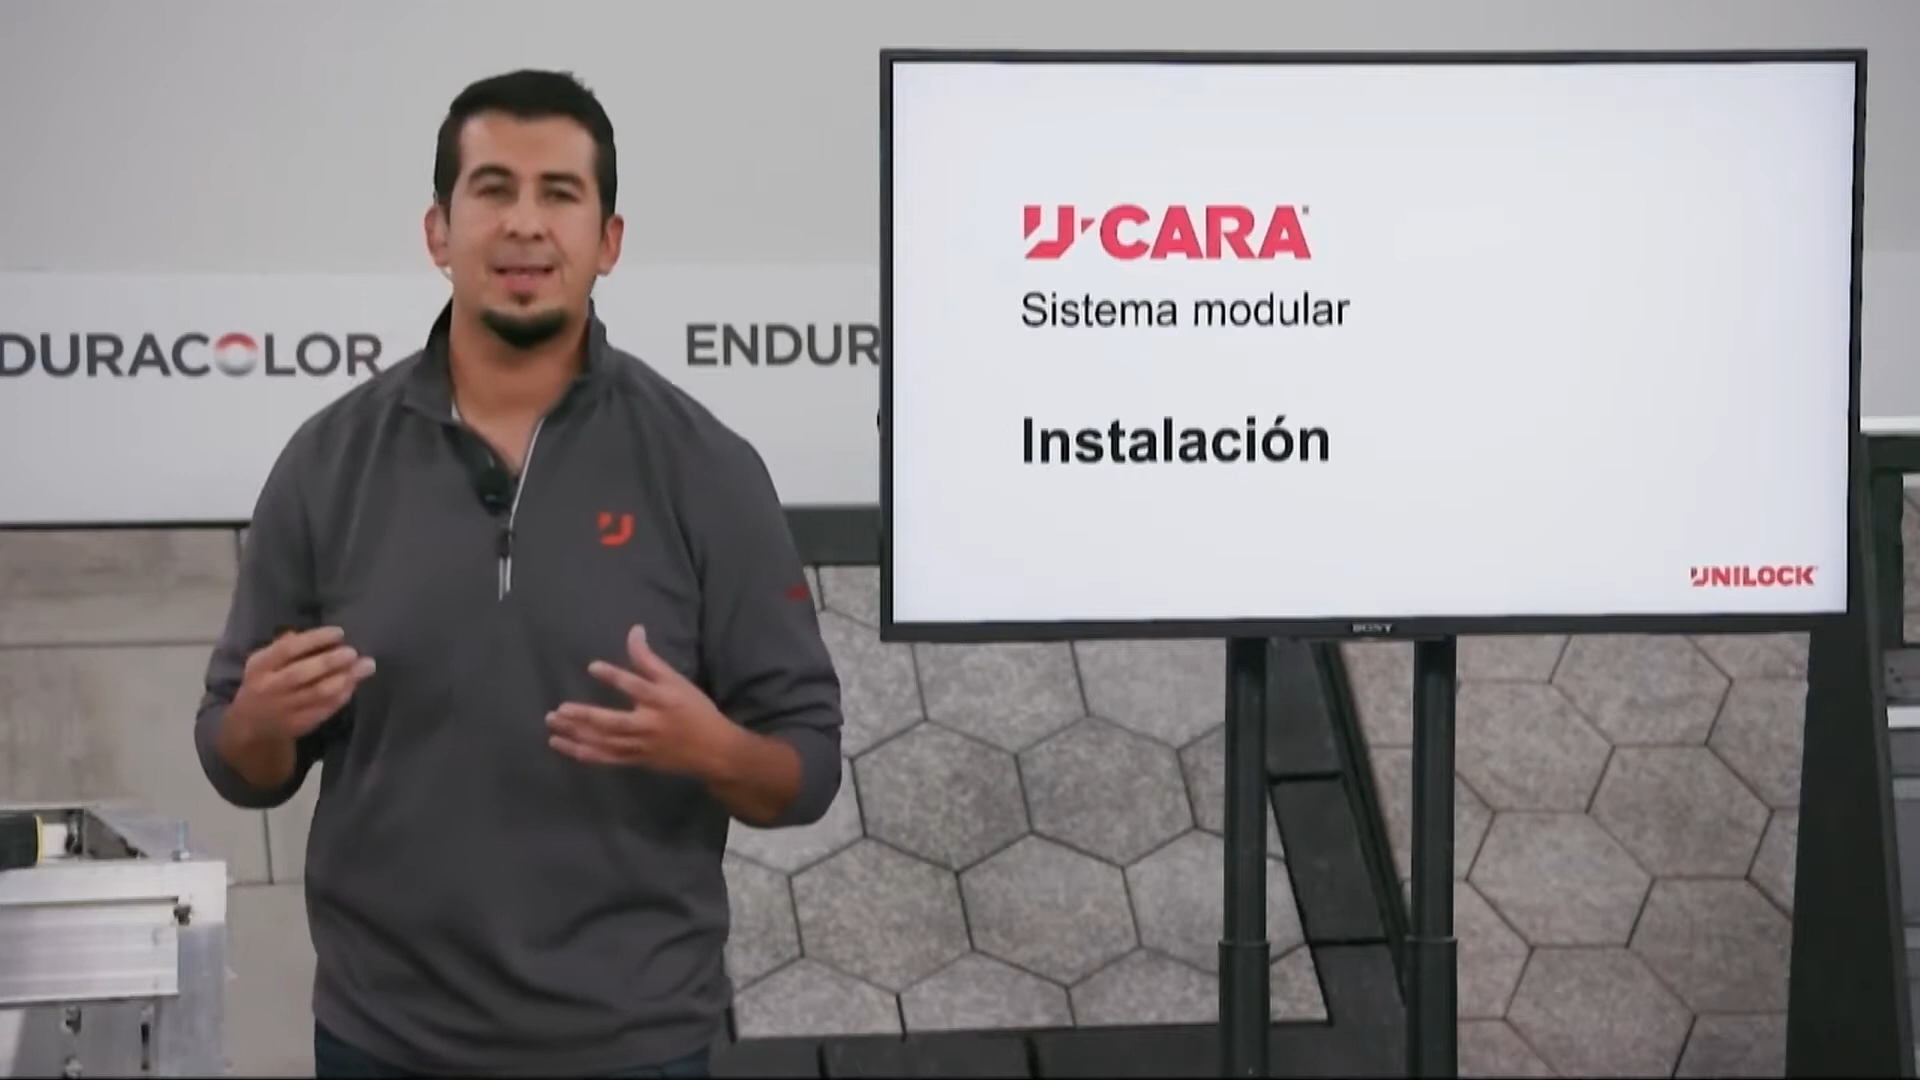 DURACOLOR
ENDUR
U-CARA
Sistema modular
Instalación
UNILOCK
SONY